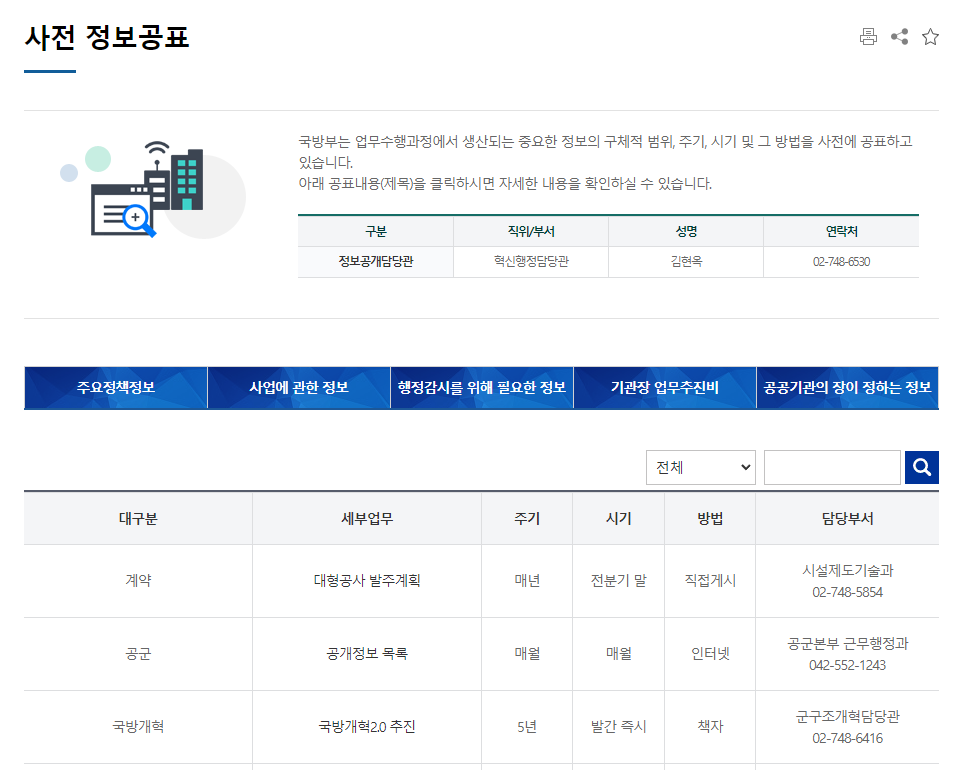 사전 정보공표
국방부는 업무수행과정에서 생산되는 중요한 정보의 구체적 범위, 주기, 시기 및 그 방법을 사전에 공표하고
있습니다.
아래 공표내용(제목)을 클릭하시면 자세한 내용을 확인하실 수 있습니다.
구분 직위/부서 성명 연락처
정보공개담당관 혁신행정담당관 김현옥 02-748-6530
주요정책정보 사업에 관한 정보 행정감시를 위해 필요한 정보 기관장 업무추진비 공공기관의 장이 정하는 정보
전체
대구분 세부업무 주기 시기 방법 담당부서
계약 대형공사 발주계획 매년 전분기 말 직접게시 시설제도기술과
02-748-5854
공군 공개정보 목록 매월 매월 인터넷 공군본부 근무행정과
042-552-1243
국방개혁 국방개혁2.0 추진 5년 발간 즉시 책자 군구조개혁담당관
02-748-6416